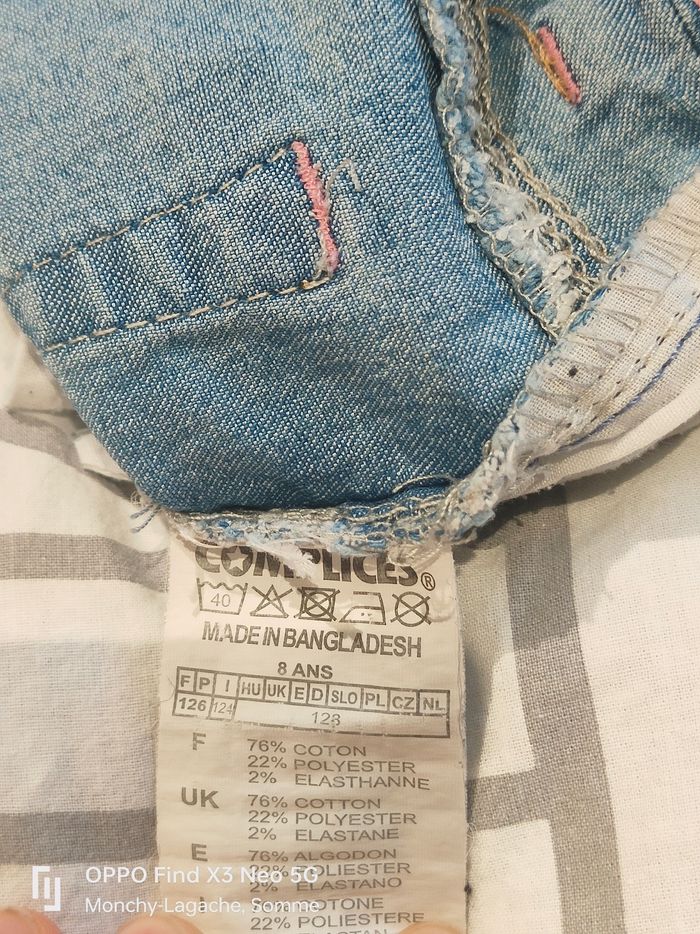 COMPLICES®
40
MADE IN BANGLADESH
8 ANS
F P I HU UK E D SLO PL CZ NL
126 124 128
F 76% COTON
22% POLYESTER
2% ELASTHANNE
UK 76% COTTON
22% POLYESTER
2% ELASTANE
E 76% ALGODON
22% POLIESTER
2% ELASTANO
OPPO Find X3 Neo 5G
Monchy-Lagache, Somme
22% POLIESTERE